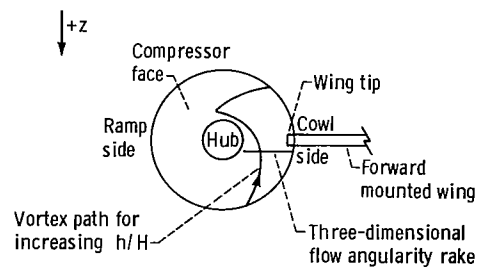 +z
Compressor
face
Wing tip
Ramp
side
Hub
Cowl
side
Forward
mounted wing
Vortex path for
increasing h/H
Three-dimensional
flow angularity rake